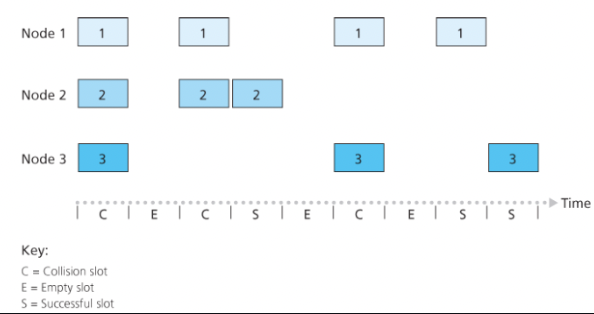 Node 1 1 1 1 1
Node 2 2 2 2
Node 3 3 3 3
Time
C E C S E C E S S
Key:
C = Collision slot
E = Empty slot
S = Successful slot